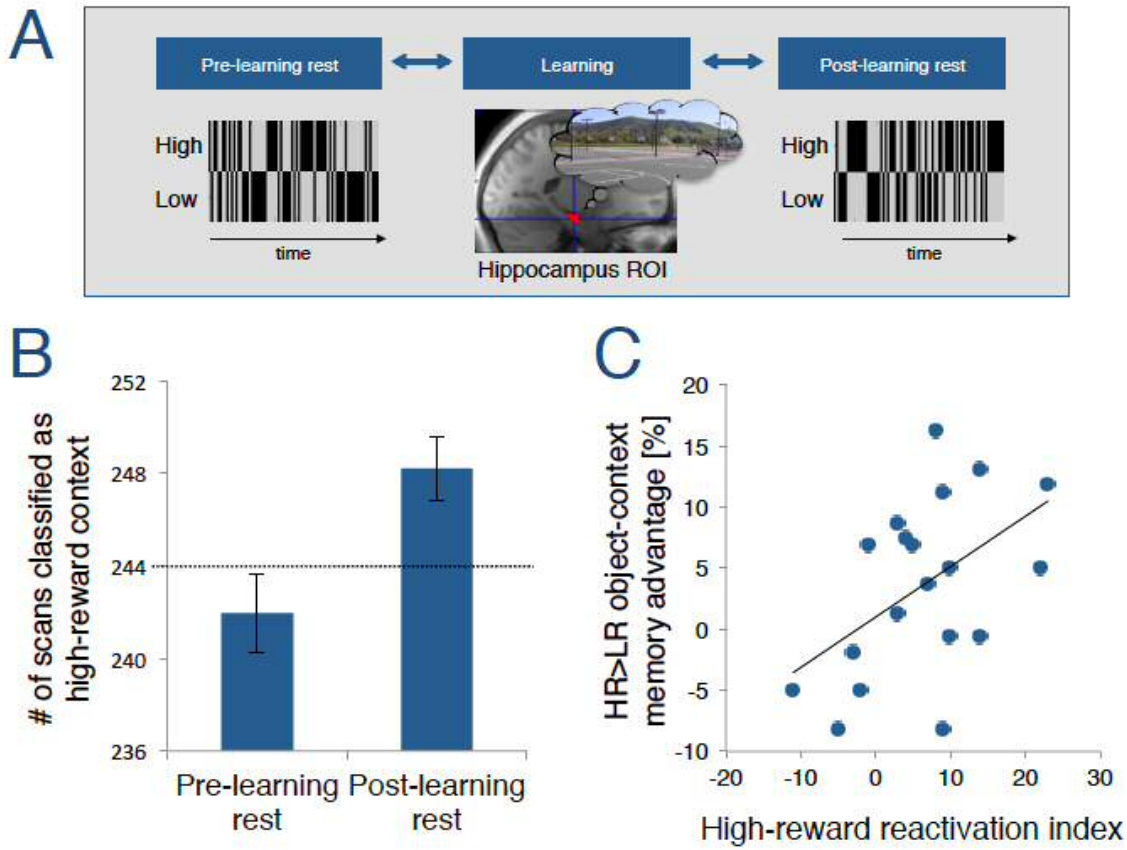 A
Pre-learning rest
Learning
Post-learning rest
High
Low
time
Hippocampus ROI
High
Low
time
B
# of scans classified as
high-reward context
252
248
244
240
236
Pre-learning
rest
Post-learning
rest
C
HR>LR object-context
memory advantage [%]
20
15
10
5
0
-5
-10
-20
-10
0
10
20
30
High-reward reactivation index